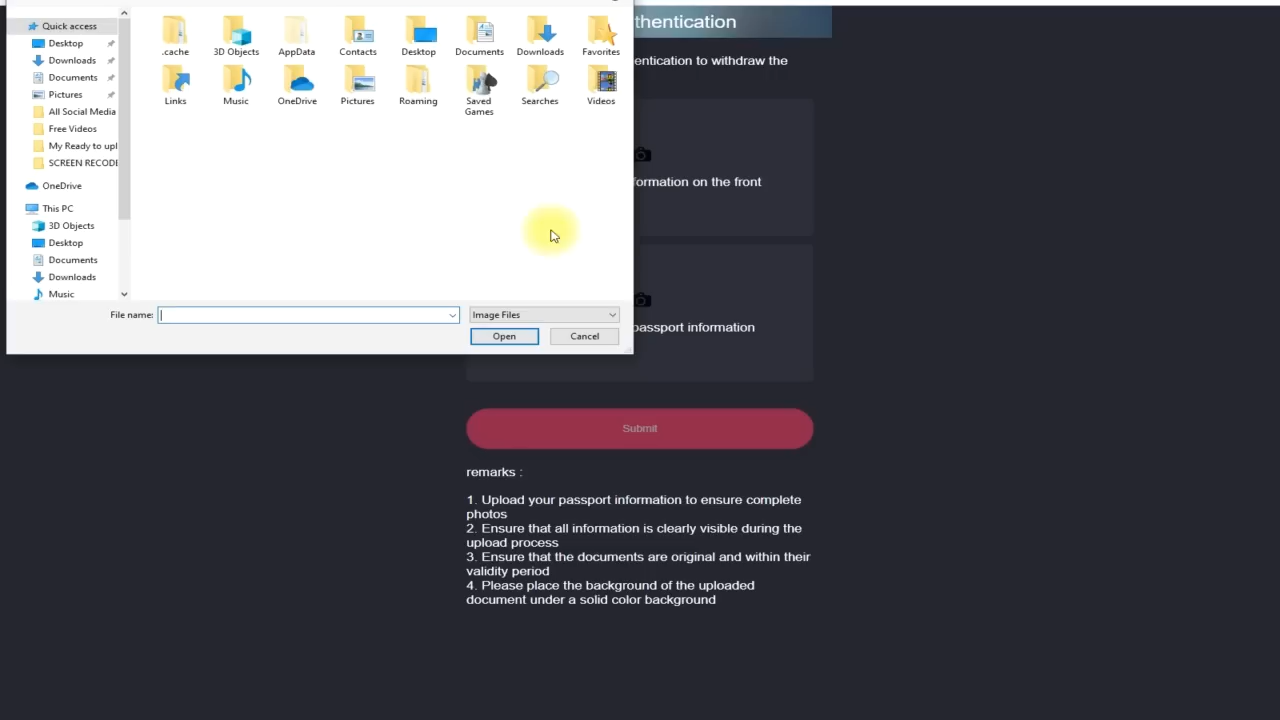 Quick access
Desktop
Downloads
Documents
Pictures
All Social Media
Free Videos
My Ready to upl
SCREEN RECODE
OneDrive
This PC
3D Objects
Desktop
Documents
Downloads
Music
.cache
3D Objects
AppData
Contacts
Desktop
Documents
Downloads
Favorites
Links
Music
OneDrive
Pictures
Roaming
Saved
Games
Searches
Videos
File name:
Image Files
Open
Cancel
thentication
entication to withdraw the
formation on the front
passport information
Submit
remarks :
1. Upload your passport information to ensure complete
photos
2. Ensure that all information is clearly visible during the
upload process
3. Ensure that the documents are original and within their
validity period
4. Please place the background of the uploaded
document under a solid color background